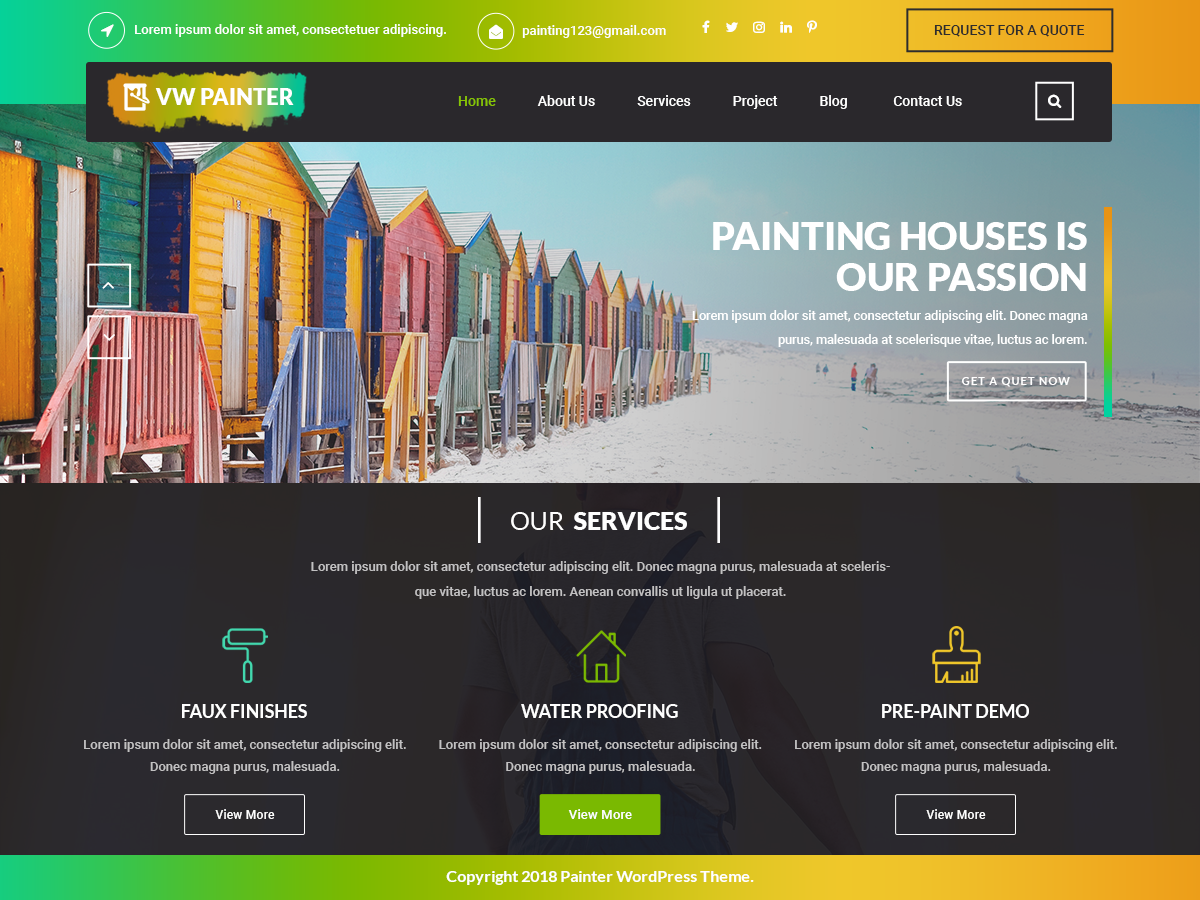 Lorem ipsum dolor sit amet, consectetuer adipiscing.
painting123@gmail.com
REQUEST FOR A QUOTE
VW PAINTER
Home
About Us
Services
Project
Blog
Contact Us
PAINTING HOUSES IS
OUR PASSION
Lorem ipsum dolor sit amet, consectetur adipiscing elit. Donec magna
purus, malesuada at scelerisque vitae, luctus ac lorem.
GET A QUET NOW
OUR SERVICES
Lorem ipsum dolor sit amet, consectetur adipiscing elit. Donec magna purus, malesuada at sceleris-
que vitae, luctus ac lorem. Aenean convallis ut ligula ut placerat.
FAUX FINISHES
Lorem ipsum dolor sit amet, consectetur adipiscing elit.
Donec magna purus, malesuada.
View More
WATER PROOFING
Lorem ipsum dolor sit amet, consectetur adipiscing elit.
Donec magna purus, malesuada.
View More
PRE-PAINT DEMO
Lorem ipsum dolor sit amet, consectetur adipiscing elit.
Donec magna purus, malesuada.
View More
Copyright 2018 Painter WordPress Theme.